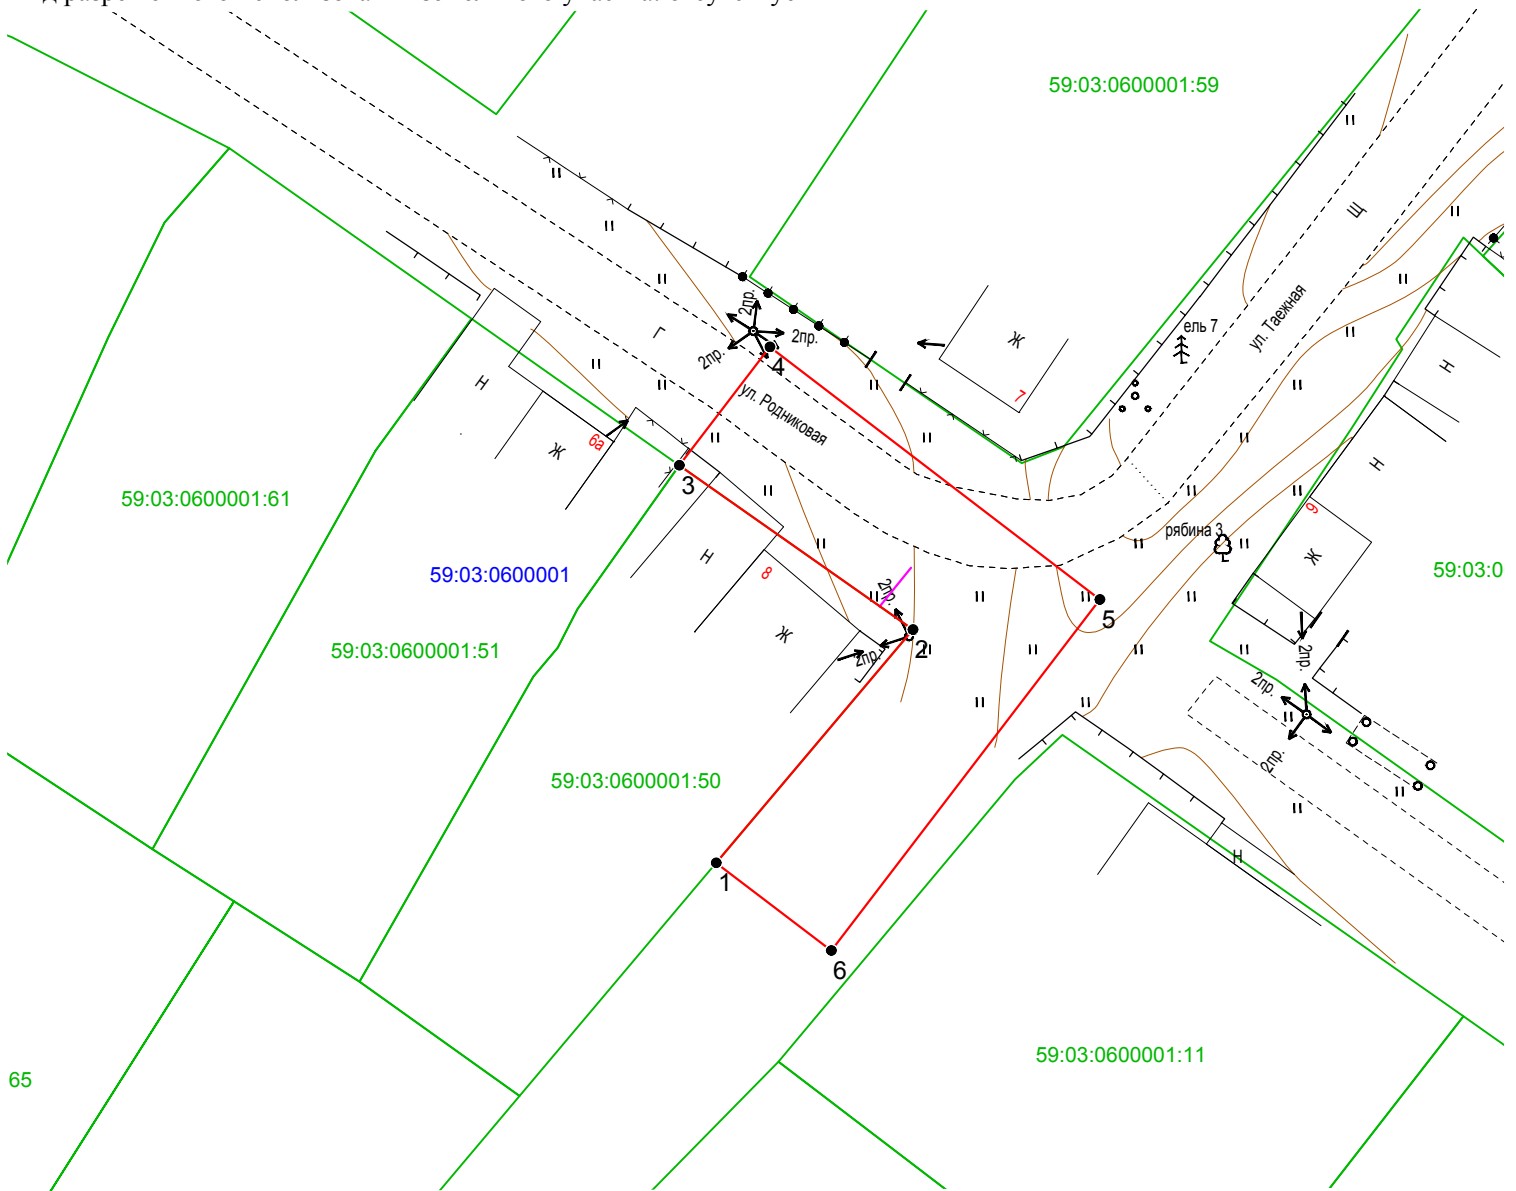 59:03:0600001:59
2пр.
2пр.
2пр.
Г
4
ул. Родниковая
Ж
7
ель 7
ул. Таежная
Щ
Н
Ж
6а
3
Н
8
Ж
2пр.
2пр.
2
5
рябина 3
Н
Н
9
Ж
59:03:0
59:03:0600001:61
59:03:0600001
59:03:0600001:51
59:03:0600001:50
2пр.
2пр.
2пр.
Н
1
6
59:03:0600001:11
65